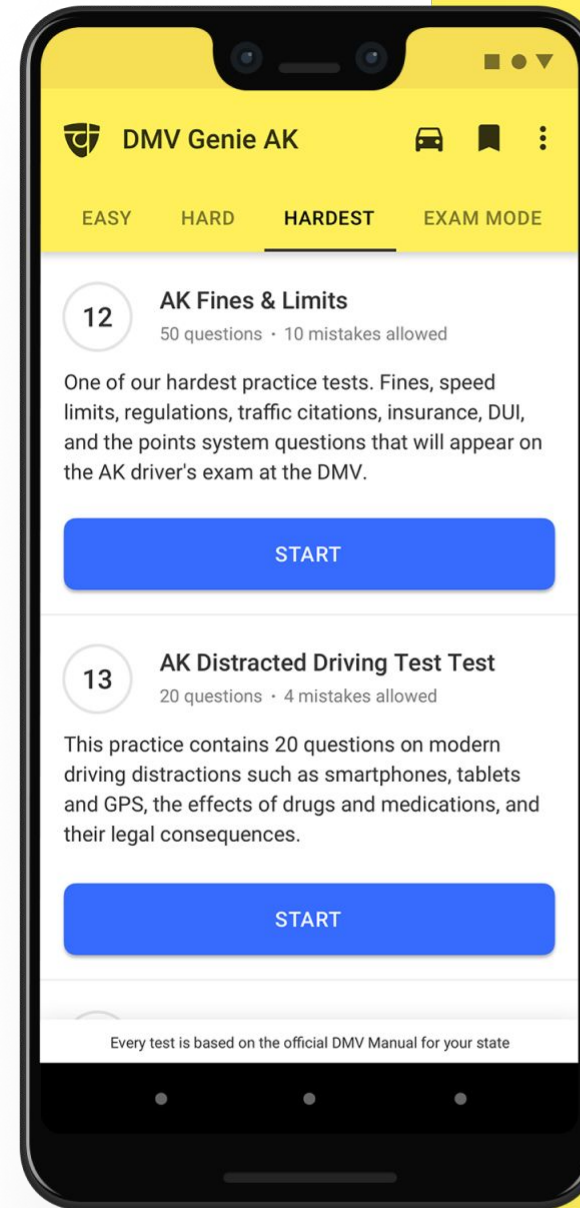 DMV Genie AK
EASY HARD HARDEST EXAM MODE
12
AK Fines & Limits
50 questions · 10 mistakes allowed
One of our hardest practice tests. Fines, speed
limits, regulations, traffic citations, insurance, DUI,
and the points system questions that will appear on
the AK driver's exam at the DMV.
START
13
AK Distracted Driving Test Test
20 questions · 4 mistakes allowed
This practice contains 20 questions on modern
driving distractions such as smartphones, tablets
and GPS, the effects of drugs and medications, and
their legal consequences.
START
Every test is based on the official DMV Manual for your state